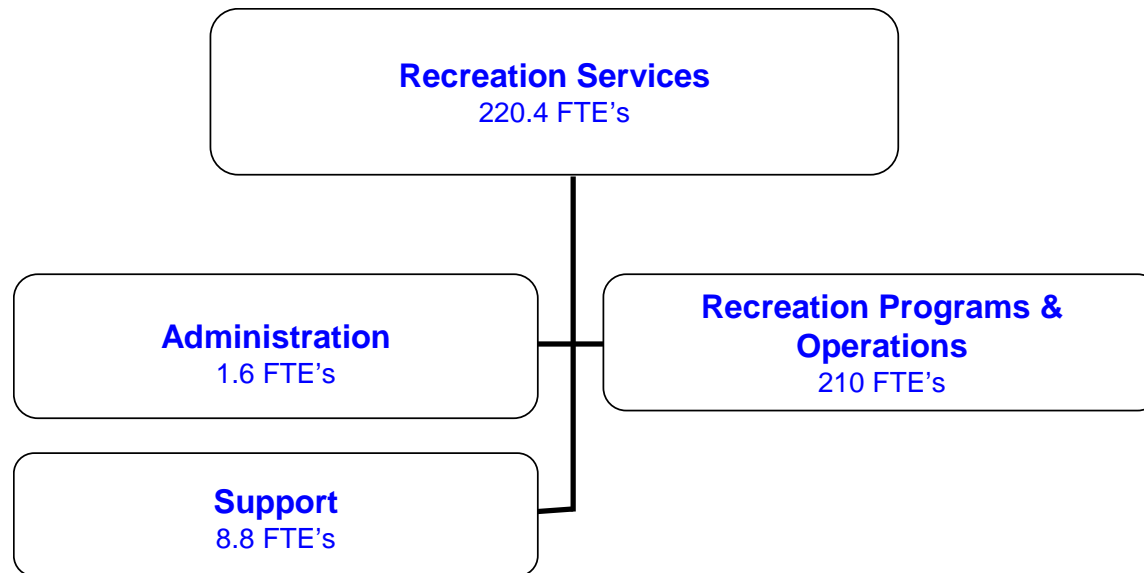 Recreation Services
220.4 FTE’s
Administration
1.6 FTE’s
Recreation Programs &
Operations
210 FTE’s
Support
8.8 FTE’s